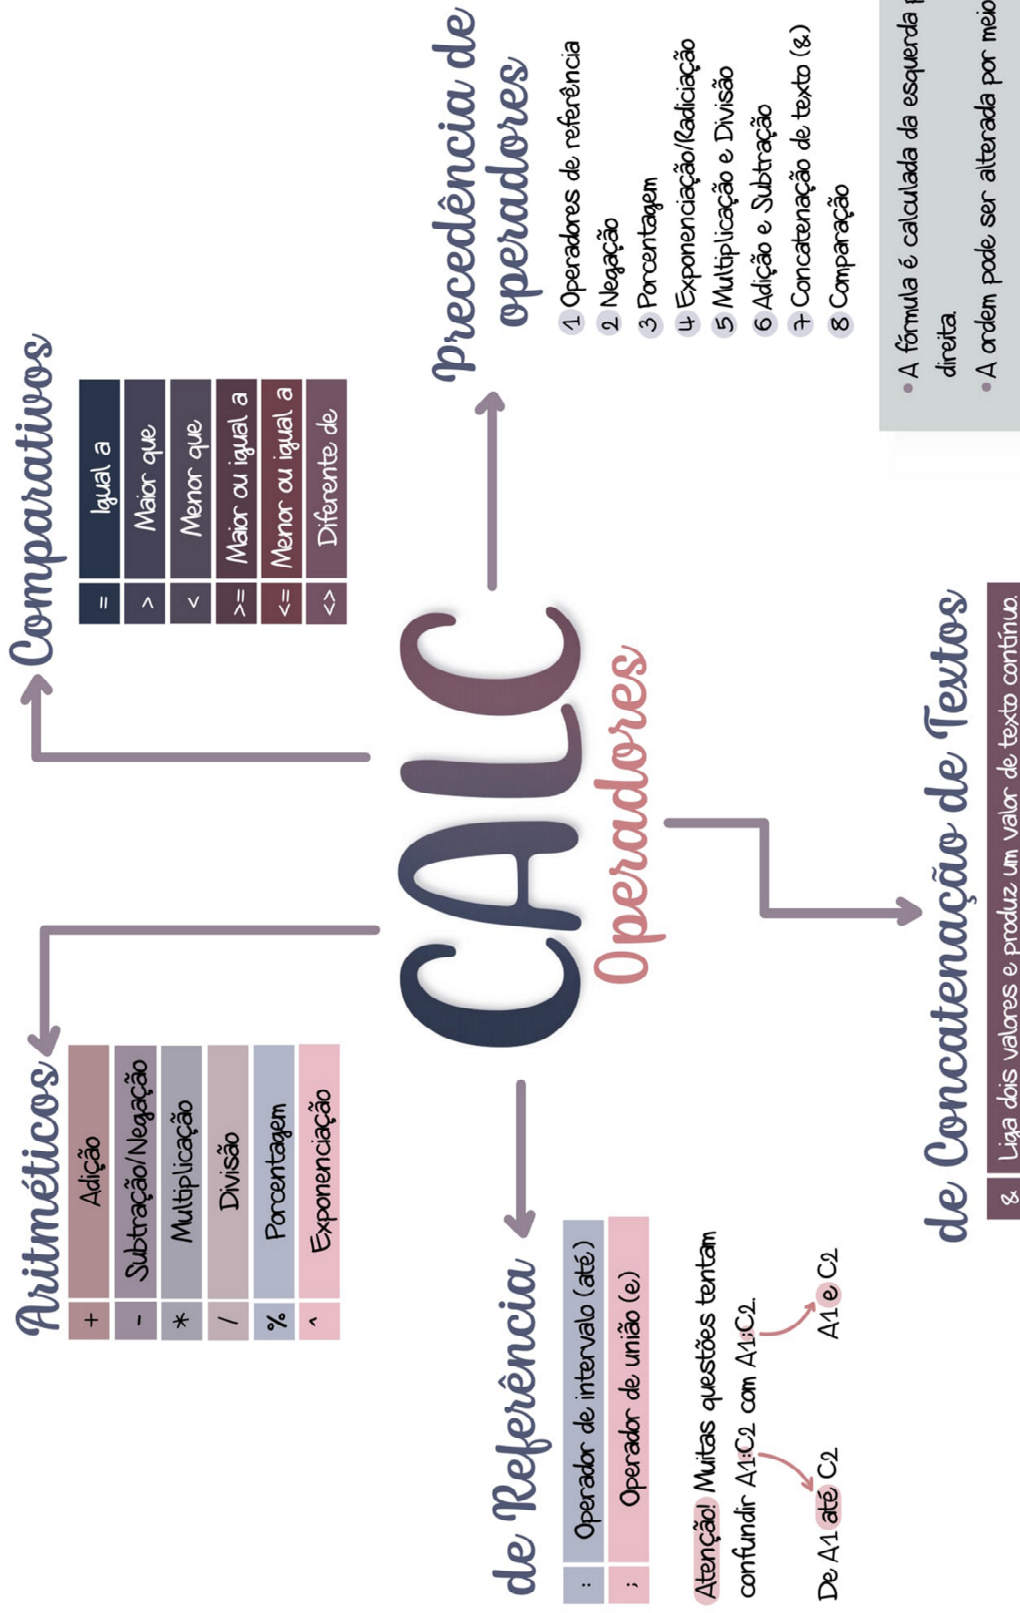 Aritméticos
+ Adição
- Subtração/Negação
* Multiplicação
/ Divisão
% Porcentagem
^ Exponenciação
Comparativos
= Igual a
> Maior que
< Menor que
>= Maior ou igual a
<= Menor ou igual a
<> Diferente de
CALC
Operadores
de Referência
: Operador de intervalo (até)
; Operador de união (e)
Atenção! Muitas questões tentam
confundir A1:C2 com A1:C2.
De A1 até C2
A1 e C2
Precedência de
operadores
1 Operadores de referência
2 Negação
3 Porcentagem
4 Exponenciação/Radiciação
5 Multiplicação e Divisão
6 Adição e Subtração
7 Concatenação de texto (&)
8 Comparação
• A fórmula é calculada da esquerda
direita.
• A ordem pode ser alterada por meio
de Concatenação de Textos
& Liga dois valores e produz um valor de texto contínuo.